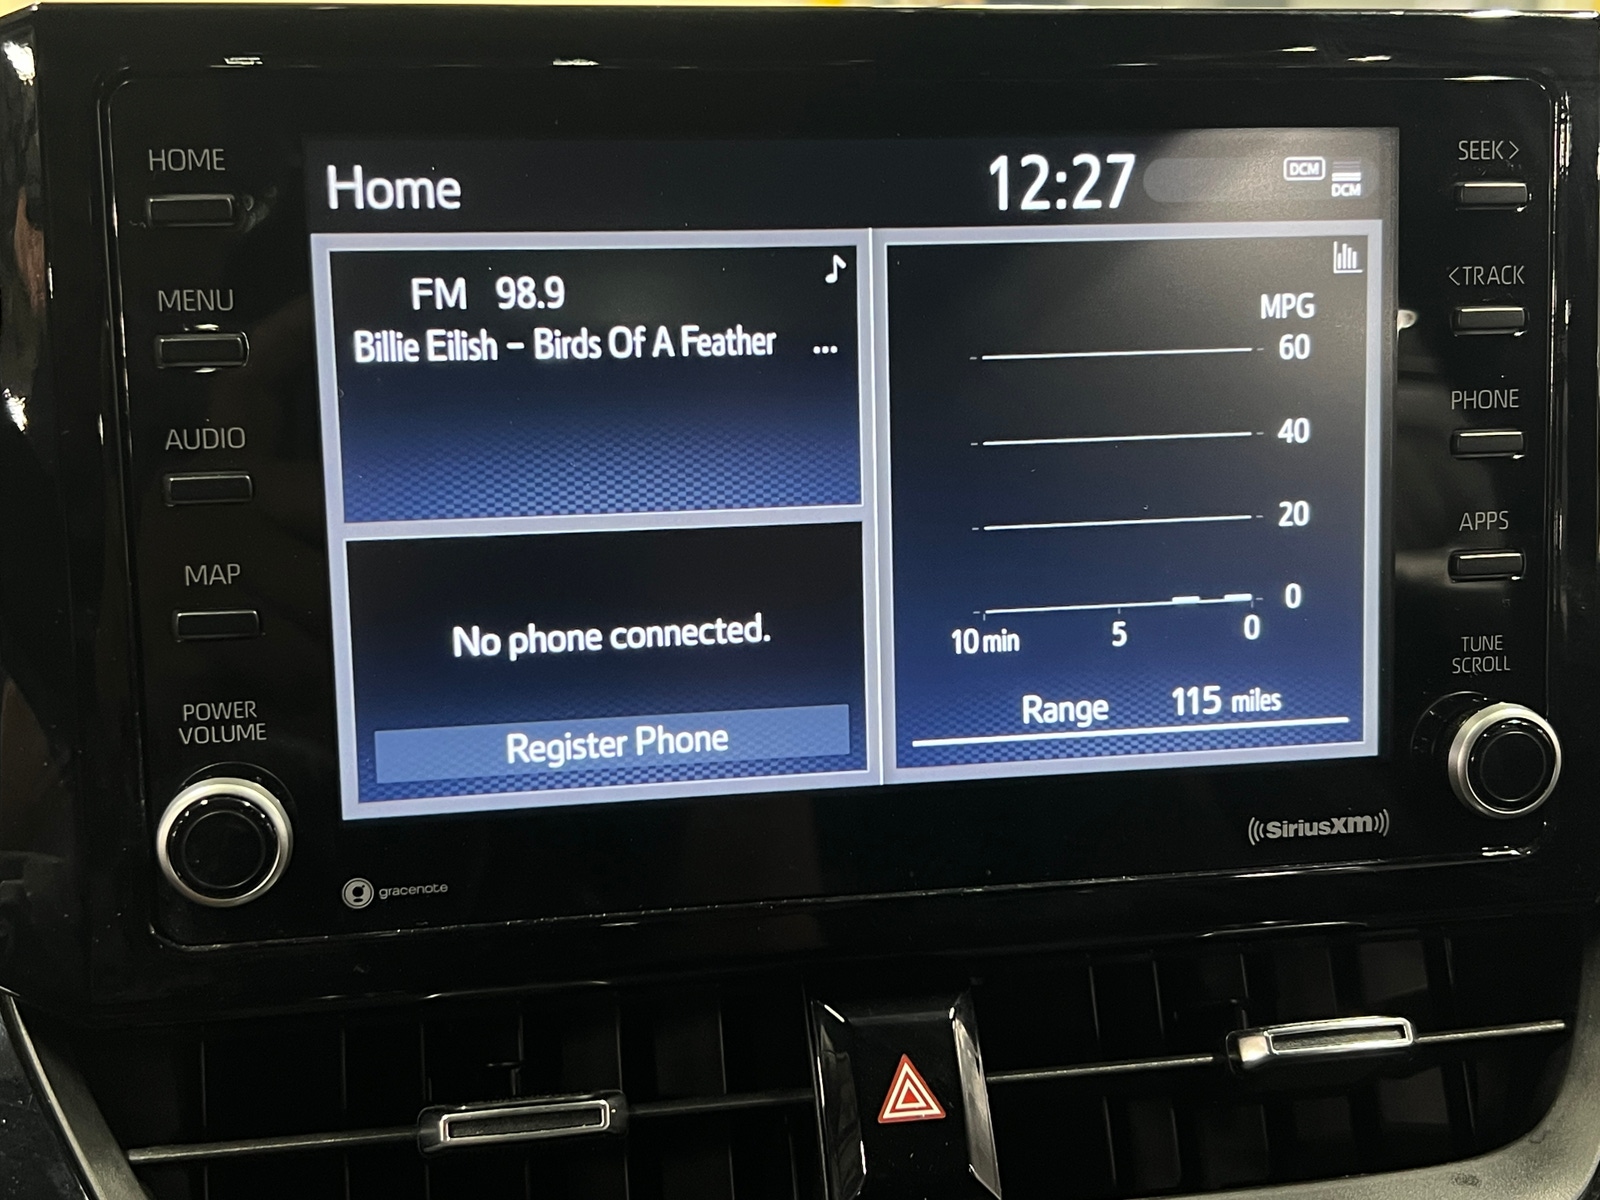 HOME
MENU
AUDIO
MAP
POWER
VOLUME
Home
12:27
DCM
DCM
FM 98.9
Billie Eilish – Birds Of A Feather ...
No phone connected.
Register Phone
MPG
60
40
20
0
10 min 5 0
Range 115 miles
SEEK>
<TRACK
PHONE
APPS
TUNE
SCROLL
gracenote
SiriusXM